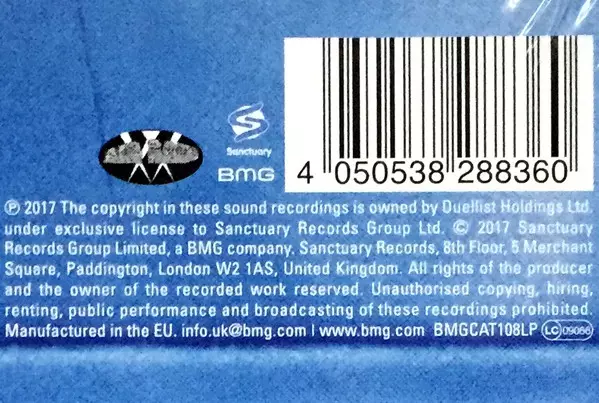 Sanctuary
BMG
4 050538 288360
℗ 2017 The copyright in these sound recordings is owned by Duellist Holdings Ltd.
under exclusive license to Sanctuary Records Group Ltd. © 2017 Sanctuary
Records Group Limited, a BMG company. Sanctuary Records, 8th Floor, 5 Merchant
Square, Paddington, London W2 1AS, United Kingdom. All rights of the producer
and the owner of the recorded work reserved. Unauthorised copying, hiring,
renting, public performance and broadcasting of these recordings prohibited.
Manufactured in the EU. info.uk@bmg.com | www.bmg.com BMGCAT108LP LC 09066